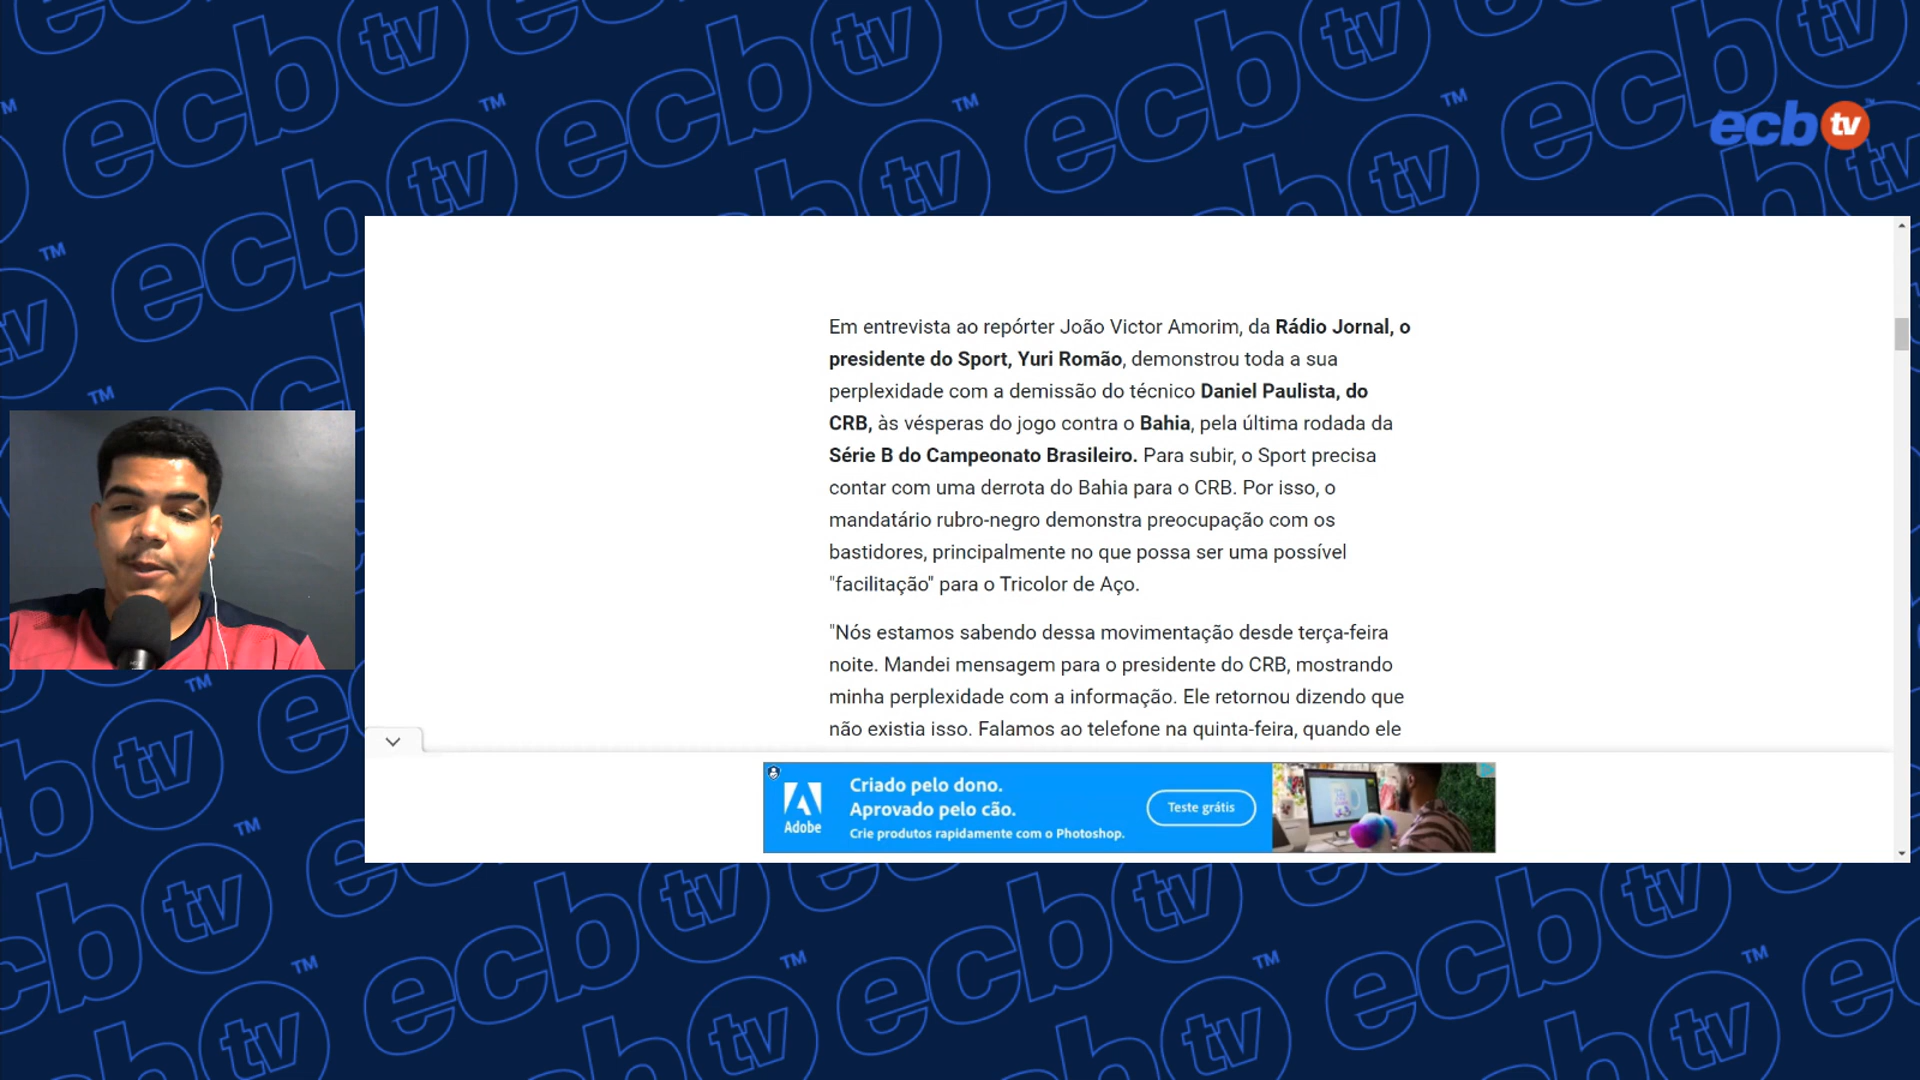 ecb tv
Em entrevista ao repórter João Victor Amorim, da Rádio Jornal, o
presidente do Sport, Yuri Romão, demonstrou toda a sua
perplexidade com a demissão do técnico Daniel Paulista, do
CRB, às vésperas do jogo contra o Bahia, pela última rodada da
Série B do Campeonato Brasileiro. Para subir, o Sport precisa
contar com uma derrota do Bahia para o CRB. Por isso, o
mandatário rubro-negro demonstra preocupação com os
bastidores, principalmente no que possa ser uma possível
"facilitação" para o Tricolor de Aço.
"Nós estamos sabendo dessa movimentação desde terça-feira
noite. Mandei mensagem para o presidente do CRB, mostrando
minha perplexidade com a informação. Ele retornou dizendo que
não existia isso. Falamos ao telefone na quinta-feira, quando ele
Adobe
Criado pelo dono.
Aprovado pelo cão.
Crie produtos rapidamente com o Photoshop.
Teste grátis